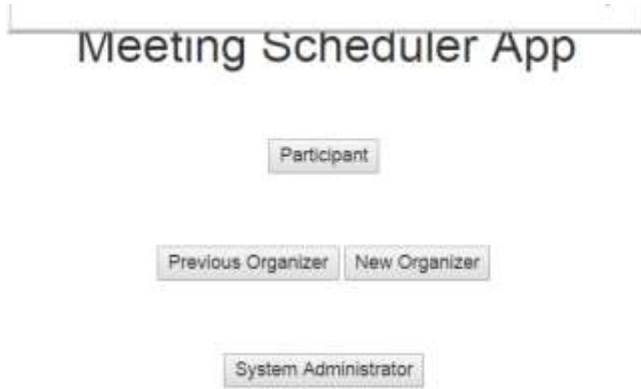 Meeting Scheduler App
Participant
Previous Organizer New Organizer
System Administrator